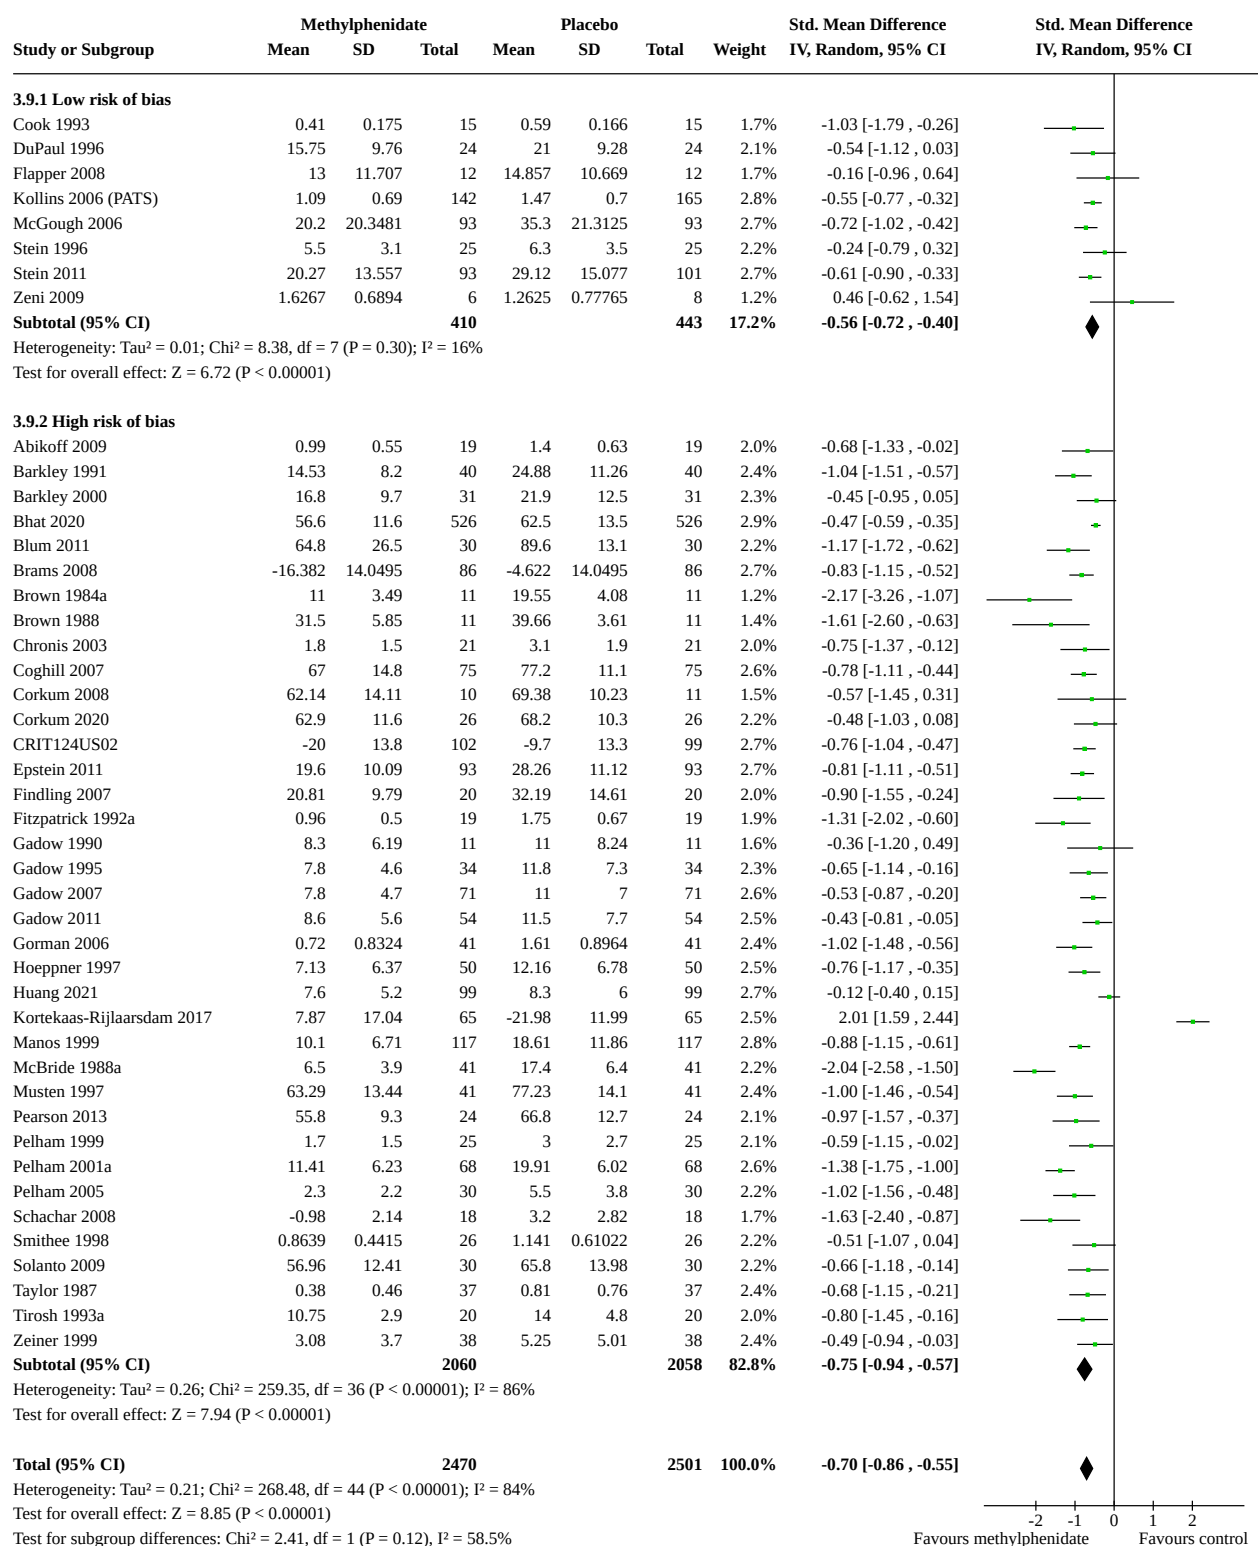 Methylphenidate Placebo Std. Mean Difference Std. Mean Difference
Study or Subgroup Mean SD Total Mean SD Total Weight IV, Random, 95% CI IV, Random, 95% CI
3.9.1 Low risk of bias
Cook 1993 0.41 0.175 15 0.59 0.166 15 1.7% -1.03 [-1.79 , -0.26]
DuPaul 1996 15.75 9.76 24 21 9.28 24 2.1% -0.54 [-1.12 , 0.03]
Flapper 2008 13 11.707 12 14.857 10.669 12 1.7% -0.16 [-0.96 , 0.64]
Kollins 2006 (PATS) 1.09 0.69 142 1.47 0.7 165 2.8% -0.55 [-0.77 , -0.32]
McGough 2006 20.2 20.3481 93 35.3 21.3125 93 2.7% -0.72 [-1.02 , -0.42]
Stein 1996 5.5 3.1 25 6.3 3.5 25 2.2% -0.24 [-0.79 , 0.32]
Stein 2011 20.27 13.557 93 29.12 15.077 101 2.7% -0.61 [-0.90 , -0.33]
Zeni 2009 1.6267 0.6894 6 1.2625 0.77765 8 1.2% 0.46 [-0.62 , 1.54]
Subtotal (95% CI) 410 443 17.2% -0.56 [-0.72 , -0.40]
Heterogeneity: Tau² = 0.01; Chi² = 8.38, df = 7 (P = 0.30); I² = 16%
Test for overall effect: Z = 6.72 (P < 0.00001)
3.9.2 High risk of bias
Abikoff 2009 0.99 0.55 19 1.4 0.63 19 2.0% -0.68 [-1.33 , -0.02]
Barkley 1991 14.53 8.2 40 24.88 11.26 40 2.4% -1.04 [-1.51 , -0.57]
Barkley 2000 16.8 9.7 31 21.9 12.5 31 2.3% -0.45 [-0.95 , 0.05]
Bhat 2020 56.6 11.6 526 62.5 13.5 526 2.9% -0.47 [-0.59 , -0.35]
Blum 2011 64.8 26.5 30 89.6 13.1 30 2.2% -1.17 [-1.72 , -0.62]
Brams 2008 -16.382 14.0495 86 -4.622 14.0495 86 2.7% -0.83 [-1.15 , -0.52]
Brown 1984a 11 3.49 11 19.55 4.08 11 1.2% -2.17 [-3.26 , -1.07]
Brown 1988 31.5 5.85 11 39.66 3.61 11 1.4% -1.61 [-2.60 , -0.63]
Chronis 2003 1.8 1.5 21 3.1 1.9 21 2.0% -0.75 [-1.37 , -0.12]
Coghill 2007 67 14.8 75 77.2 11.1 75 2.6% -0.78 [-1.11 , -0.44]
Corkum 2008 62.14 14.11 10 69.38 10.23 11 1.5% -0.57 [-1.45 , 0.31]
Corkum 2020 62.9 11.6 26 68.2 10.3 26 2.2% -0.48 [-1.03 , 0.08]
CRIT124US02 -20 13.8 102 -9.7 13.3 99 2.7% -0.76 [-1.04 , -0.47]
Epstein 2011 19.6 10.09 93 28.26 11.12 93 2.7% -0.81 [-1.11 , -0.51]
Findling 2007 20.81 9.79 20 32.19 14.61 20 2.0% -0.90 [-1.55 , -0.24]
Fitzpatrick 1992a 0.96 0.5 19 1.75 0.67 19 1.9% -1.31 [-2.02 , -0.60]
Gadow 1990 8.3 6.19 11 11 8.24 11 1.6% -0.36 [-1.20 , 0.49]
Gadow 1995 7.8 4.6 34 11.8 7.3 34 2.3% -0.65 [-1.14 , -0.16]
Gadow 2007 7.8 4.7 71 11 7 71 2.6% -0.53 [-0.87 , -0.20]
Gadow 2011 8.6 5.6 54 11.5 7.7 54 2.5% -0.43 [-0.81 , -0.05]
Gorman 2006 0.72 0.8324 41 1.61 0.8964 41 2.4% -1.02 [-1.48 , -0.56]
Hoeppner 1997 7.13 6.37 50 12.16 6.78 50 2.5% -0.76 [-1.17 , -0.35]
Huang 2021 7.6 5.2 99 8.3 6 99 2.7% -0.12 [-0.40 , 0.15]
Kortekaas-Rijlaarsdam 2017 7.87 17.04 65 -21.98 11.99 65 2.5% 2.01 [1.59 , 2.44]
Manos 1999 10.1 6.71 117 18.61 11.86 117 2.8% -0.88 [-1.15 , -0.61]
McBride 1988a 6.5 3.9 41 17.4 6.4 41 2.2% -2.04 [-2.58 , -1.50]
Musten 1997 63.29 13.44 41 77.23 14.1 41 2.4% -1.00 [-1.46 , -0.54]
Pearson 2013 55.8 9.3 24 66.8 12.7 24 2.1% -0.97 [-1.57 , -0.37]
Pelham 1999 1.7 1.5 25 3 2.7 25 2.1% -0.59 [-1.15 , -0.02]
Pelham 2001a 11.41 6.23 68 19.91 6.02 68 2.6% -1.38 [-1.75 , -1.00]
Pelham 2005 2.3 2.2 30 5.5 3.8 30 2.2% -1.02 [-1.56 , -0.48]
Schachar 2008 -0.98 2.14 18 3.2 2.82 18 1.7% -1.63 [-2.40 , -0.87]
Smithee 1998 0.8639 0.4415 26 1.141 0.61022 26 2.2% -0.51 [-1.07 , 0.04]
Solanto 2009 56.96 12.41 30 65.8 13.98 30 2.2% -0.66 [-1.18 , -0.14]
Taylor 1987 0.38 0.46 37 0.81 0.76 37 2.4% -0.68 [-1.15 , -0.21]
Tirosh 1993a 10.75 2.9 20 14 4.8 20 2.0% -0.80 [-1.45 , -0.16]
Zeiner 1999 3.08 3.7 38 5.25 5.01 38 2.4% -0.49 [-0.94 , -0.03]
Subtotal (95% CI) 2060 2058 82.8% -0.75 [-0.94 , -0.57]
Heterogeneity: Tau² = 0.26; Chi² = 259.35, df = 36 (P < 0.00001); I² = 86%
Test for overall effect: Z = 7.94 (P < 0.00001)
Total (95% CI) 2470 2501 100.0% -0.70 [-0.86 , -0.55]
Heterogeneity: Tau² = 0.21; Chi² = 268.48, df = 44 (P < 0.00001); I² = 84%
Test for overall effect: Z = 8.85 (P < 0.00001)
-2 -1 0 1 2
Test for subgroup differences: Chi² = 2.41, df = 1 (P = 0.12), I² = 58.5% Favours methylphenidate Favours control